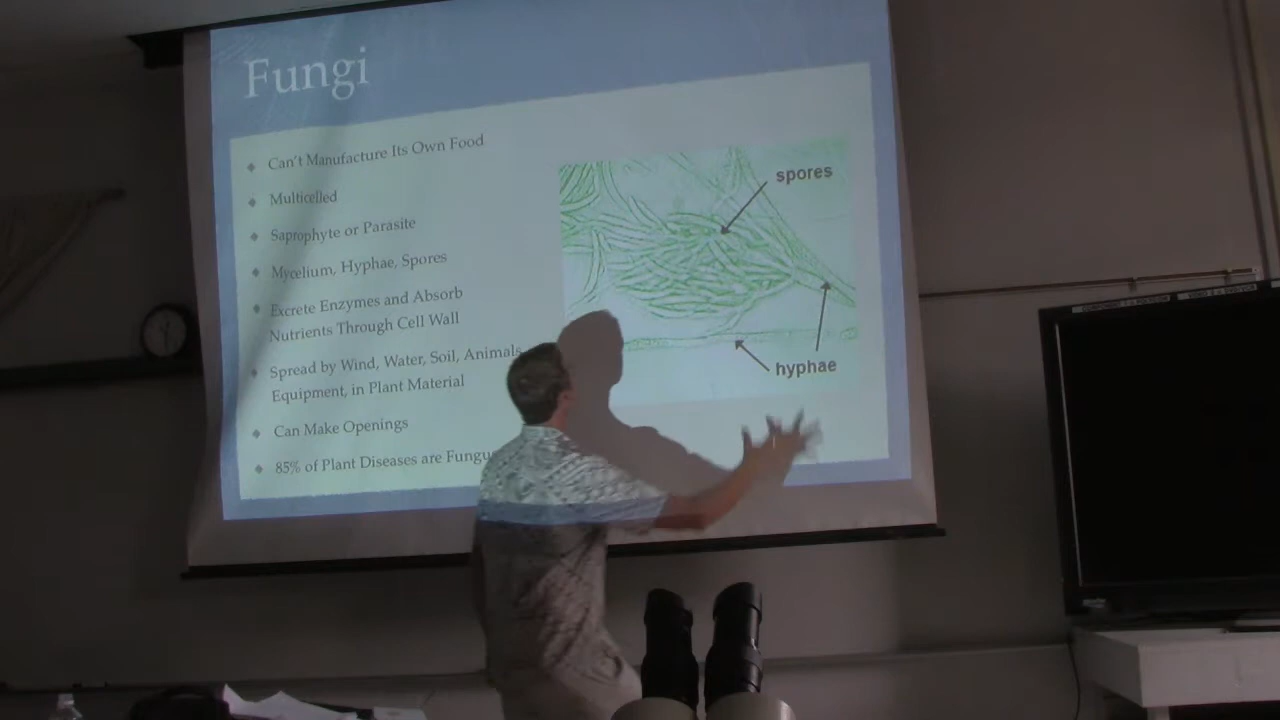 Fungi
Can't Manufacture Its Own Food
Multicelled
Saprophyte or Parasite
Mycelium, Hyphae, Spores
Excrete Enzymes and Absorb
Nutrients Through Cell Wall
Spread by Wind, Water, Soil, Animals
Equipment, in Plant Material
Can Make Openings
85% of Plant Diseases are Fungu
spores
hyphae